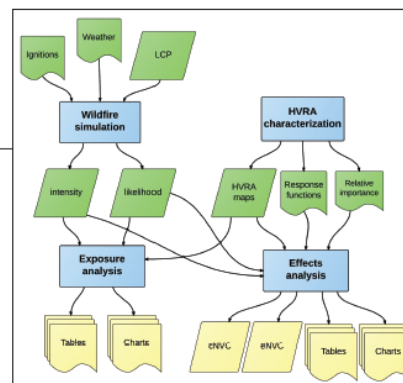 Ignitions
Weather
LCP
Wildfire
simulation
HVRA
characterization
intensity
likelihood
HVRA
maps
Response
functions
Relative
importance
Exposure
analysis
Effects
analysis
Tables
Charts
cNVC
eNVC
Tables
Charts